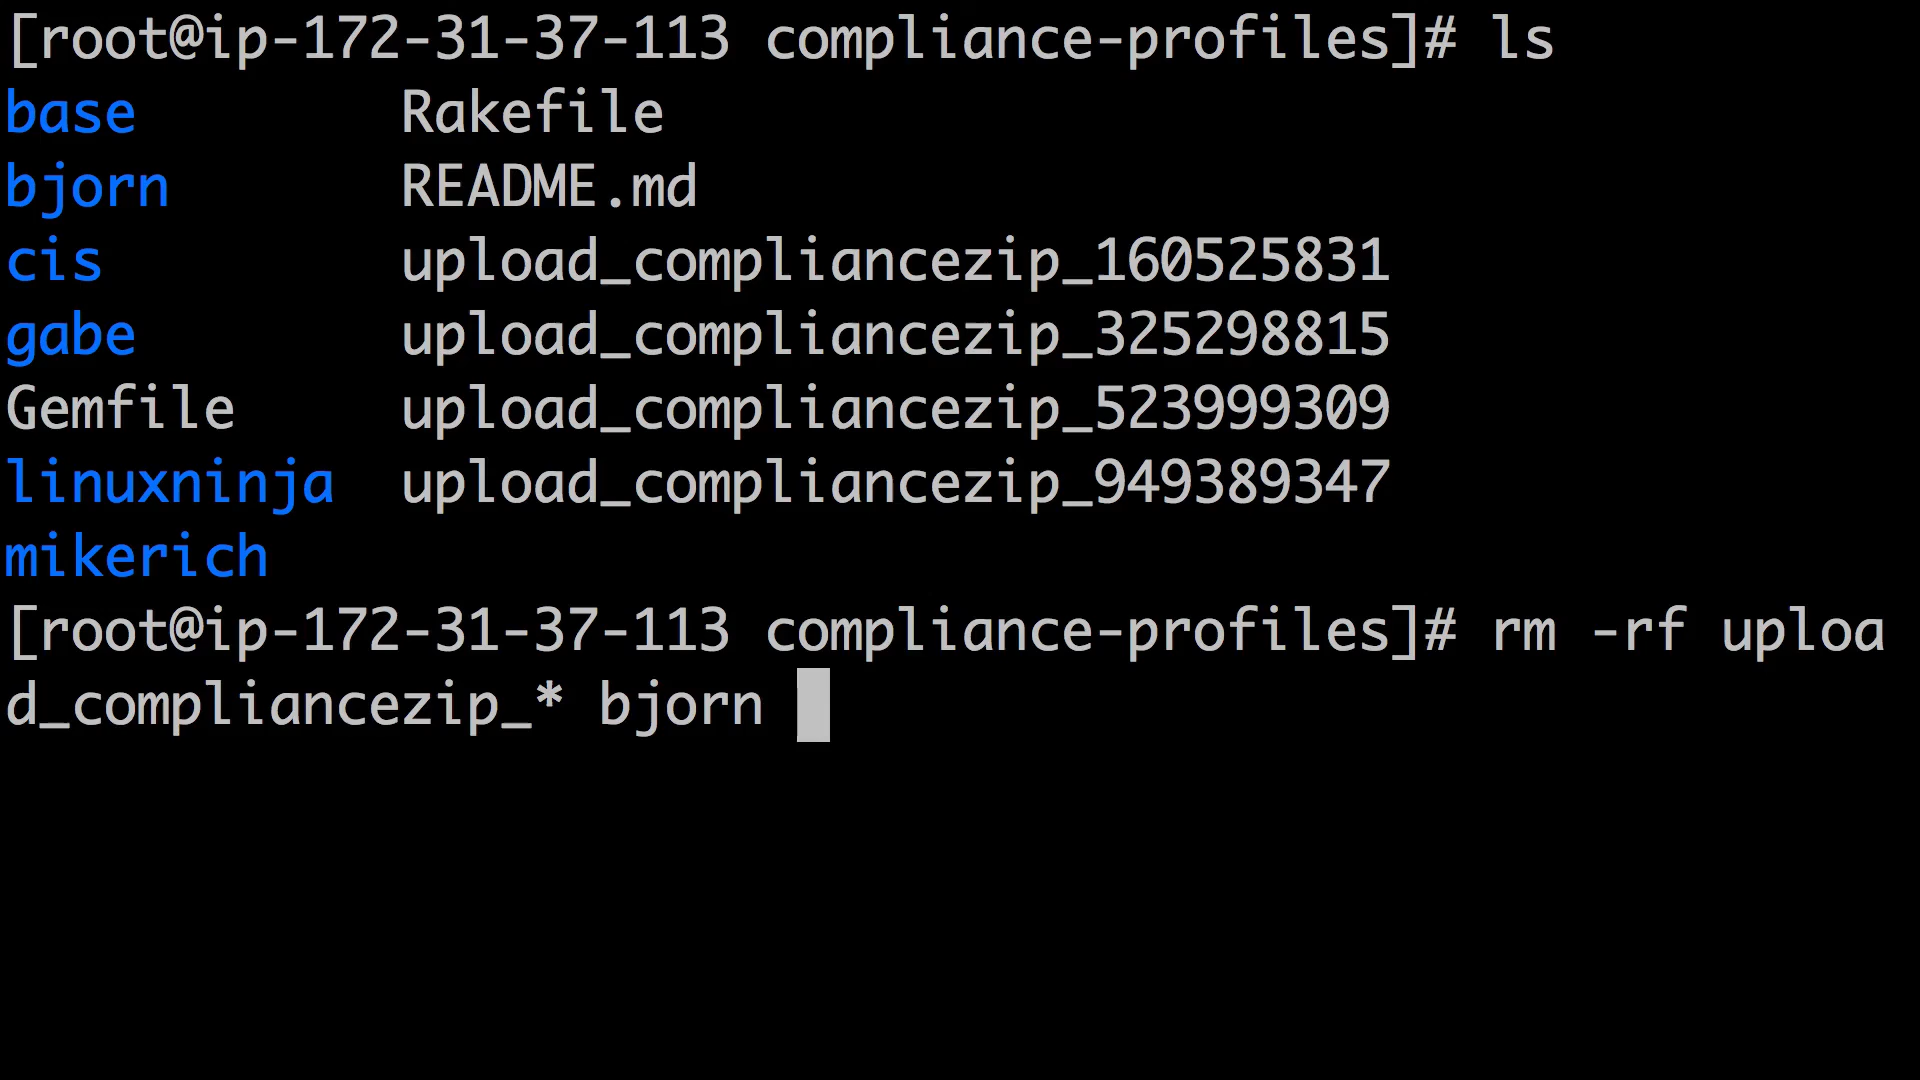 [root@ip-172-31-37-113 compliance-profiles]# ls
base        Rakefile
bjorn       README.md
cis         upload_compliancezip_160525831
gabe        upload_compliancezip_325298815
Gemfile     upload_compliancezip_523999309
linuxninja  upload_compliancezip_949389347
mikerich
[root@ip-172-31-37-113 compliance-profiles]# rm -rf uploa
d_compliancezip_* bjorn